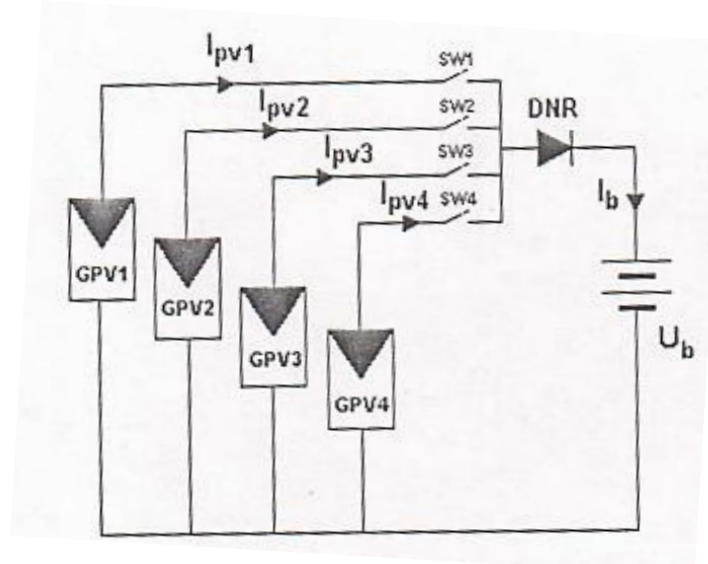 Ipv1
SW1
Ipv2
SW2
DNR
Ipv3
SW3
Ipv4
SW4
Ib
GPV1
GPV2
GPV3
GPV4
Ub